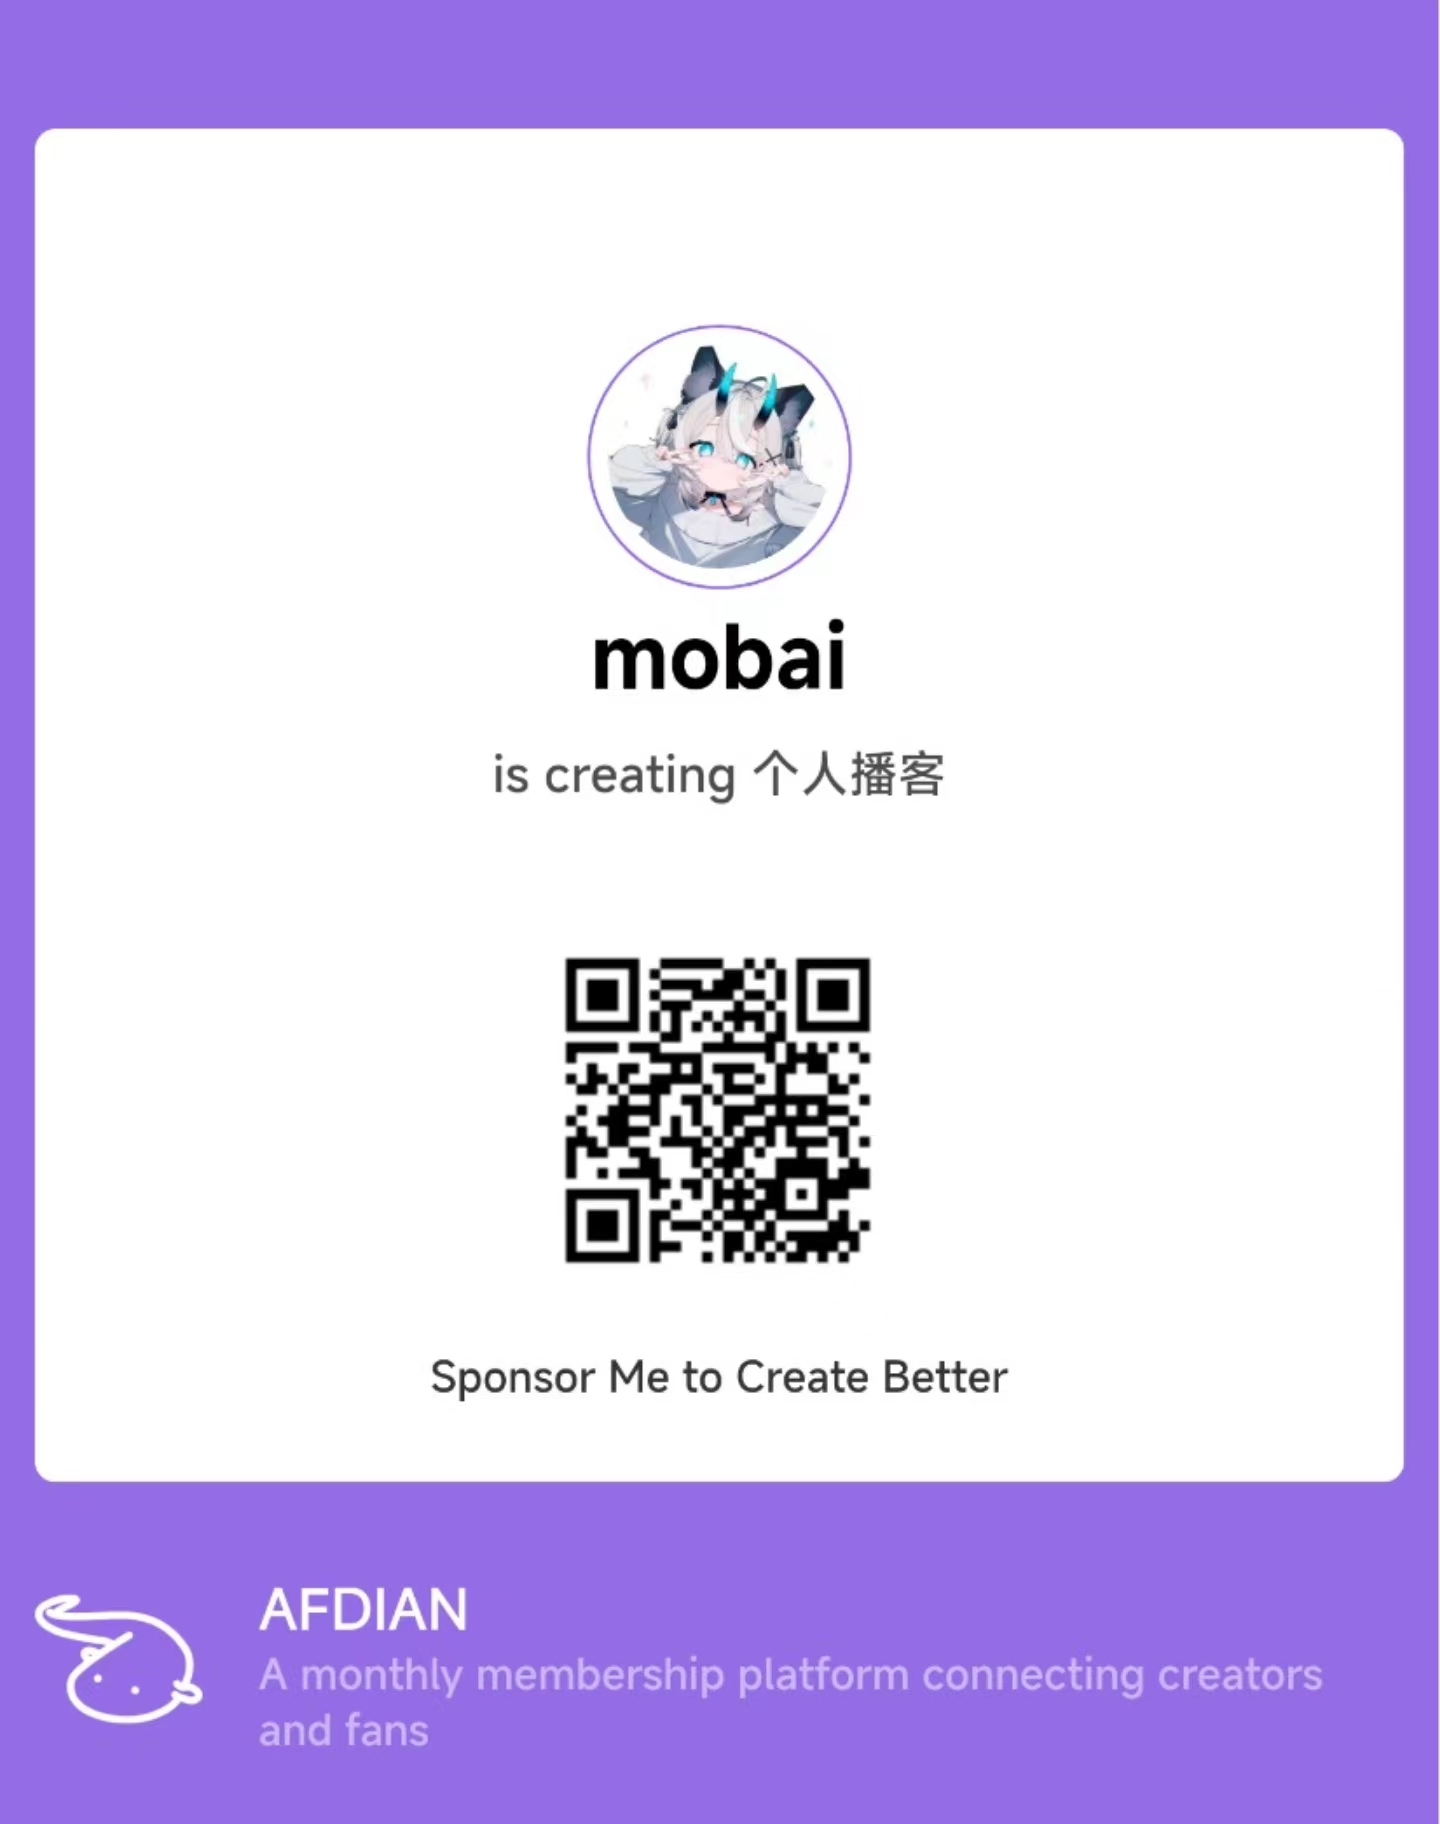 mobai
is creating 个人播客
Sponsor Me to Create Better
AFDIAN
A monthly membership platform connecting creators
and fans